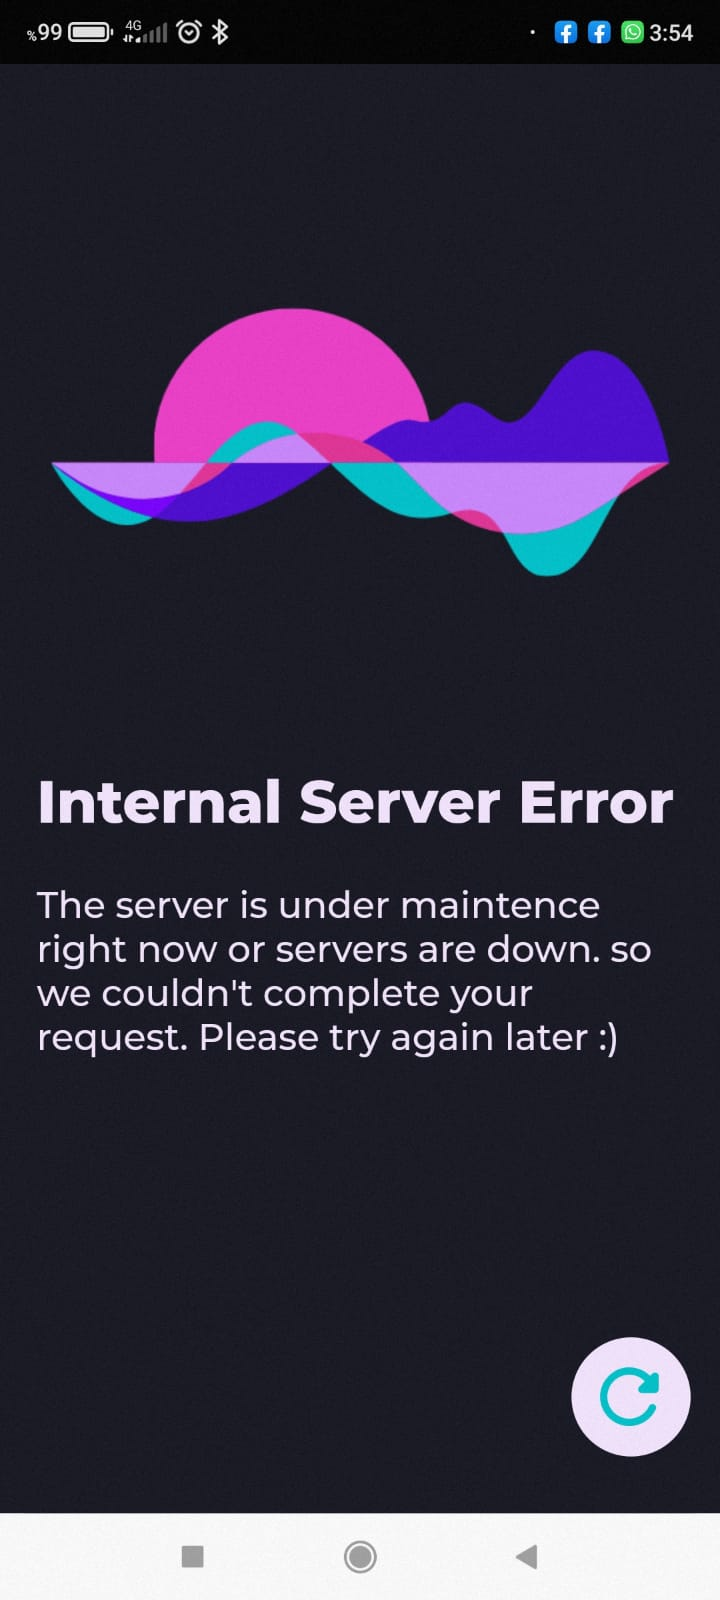 %99 4G 3:54
Internal Server Error
The server is under maintence
right now or servers are down. so
we couldn't complete your
request. Please try again later :)